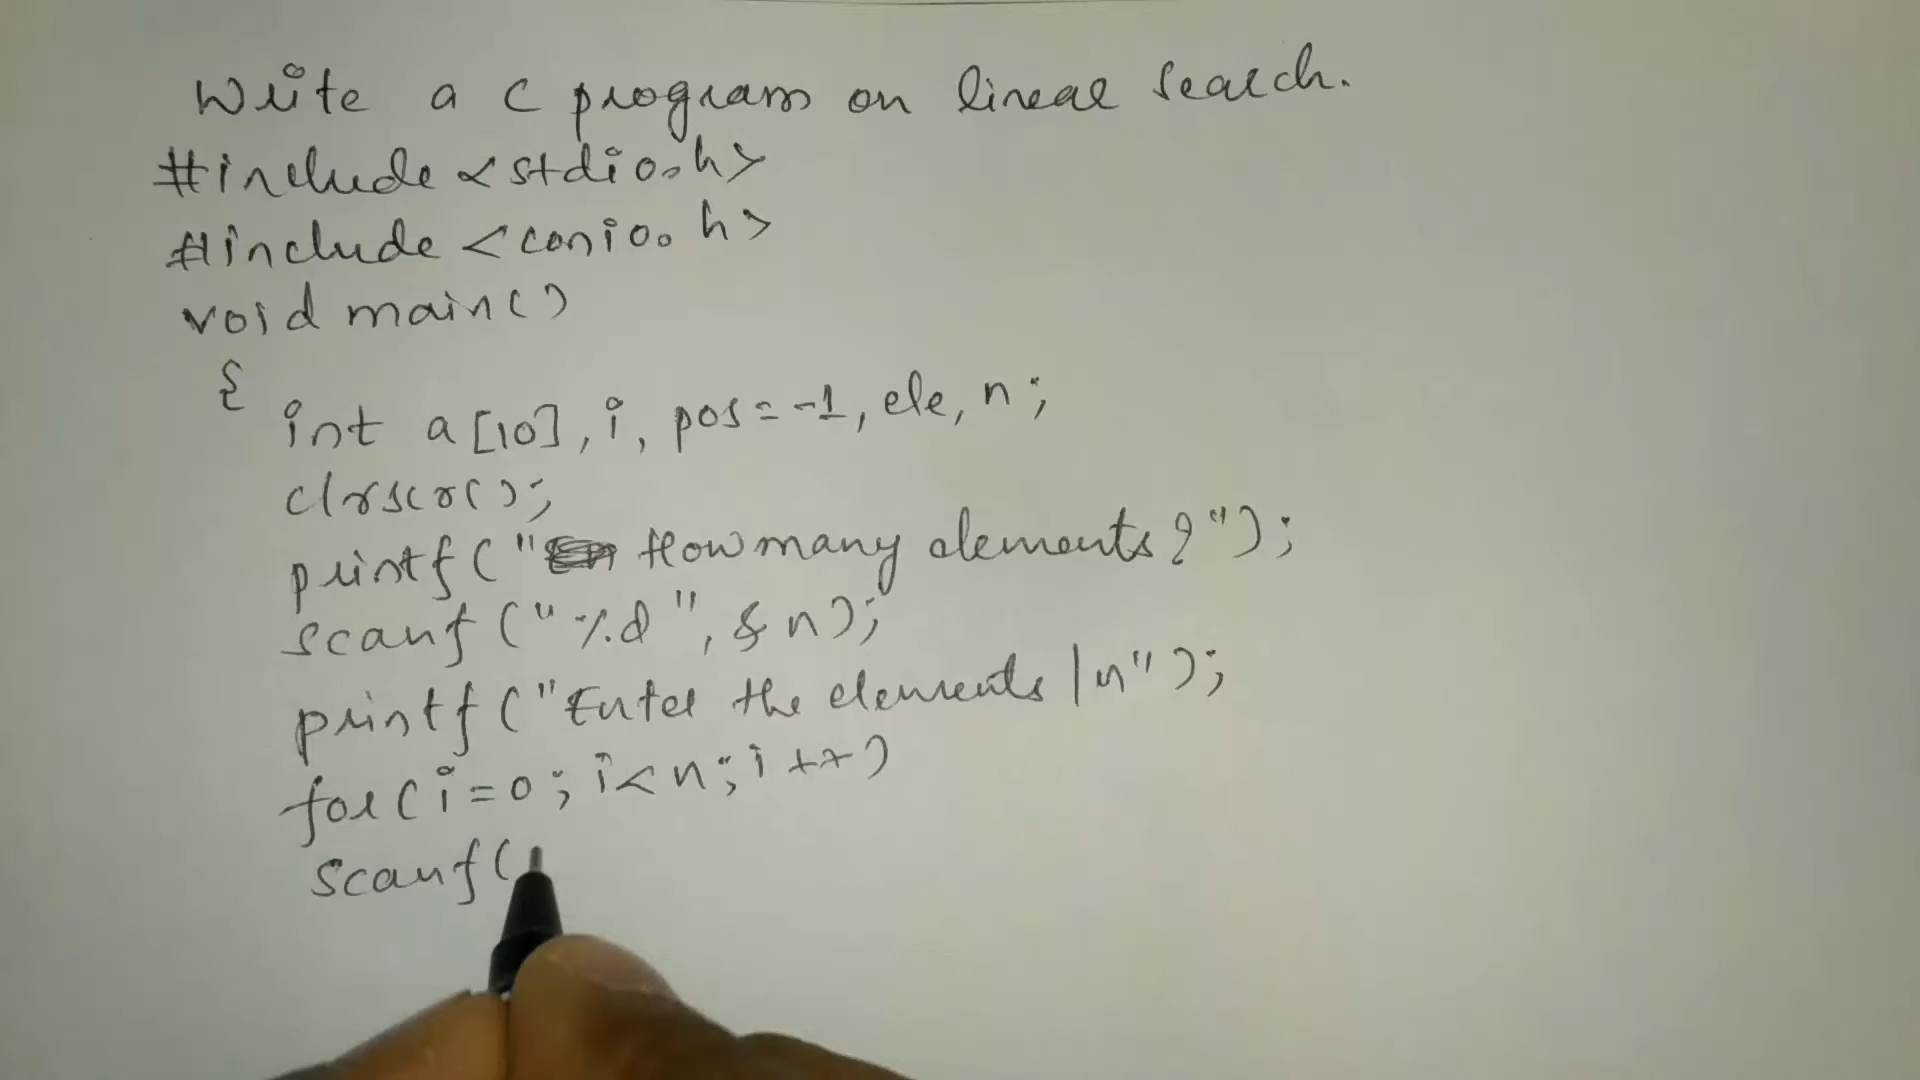 Write a C program on linear search.
#include <stdio.h>
#include <conio.h>
void main()
{
int a[10], i, pos=-1, ele, n;
clrscr();
printf(" How many elements?");
scanf("%d", &n);
printf("Enter the elements \n");
for(i=0; i<n; i++)
scanf(